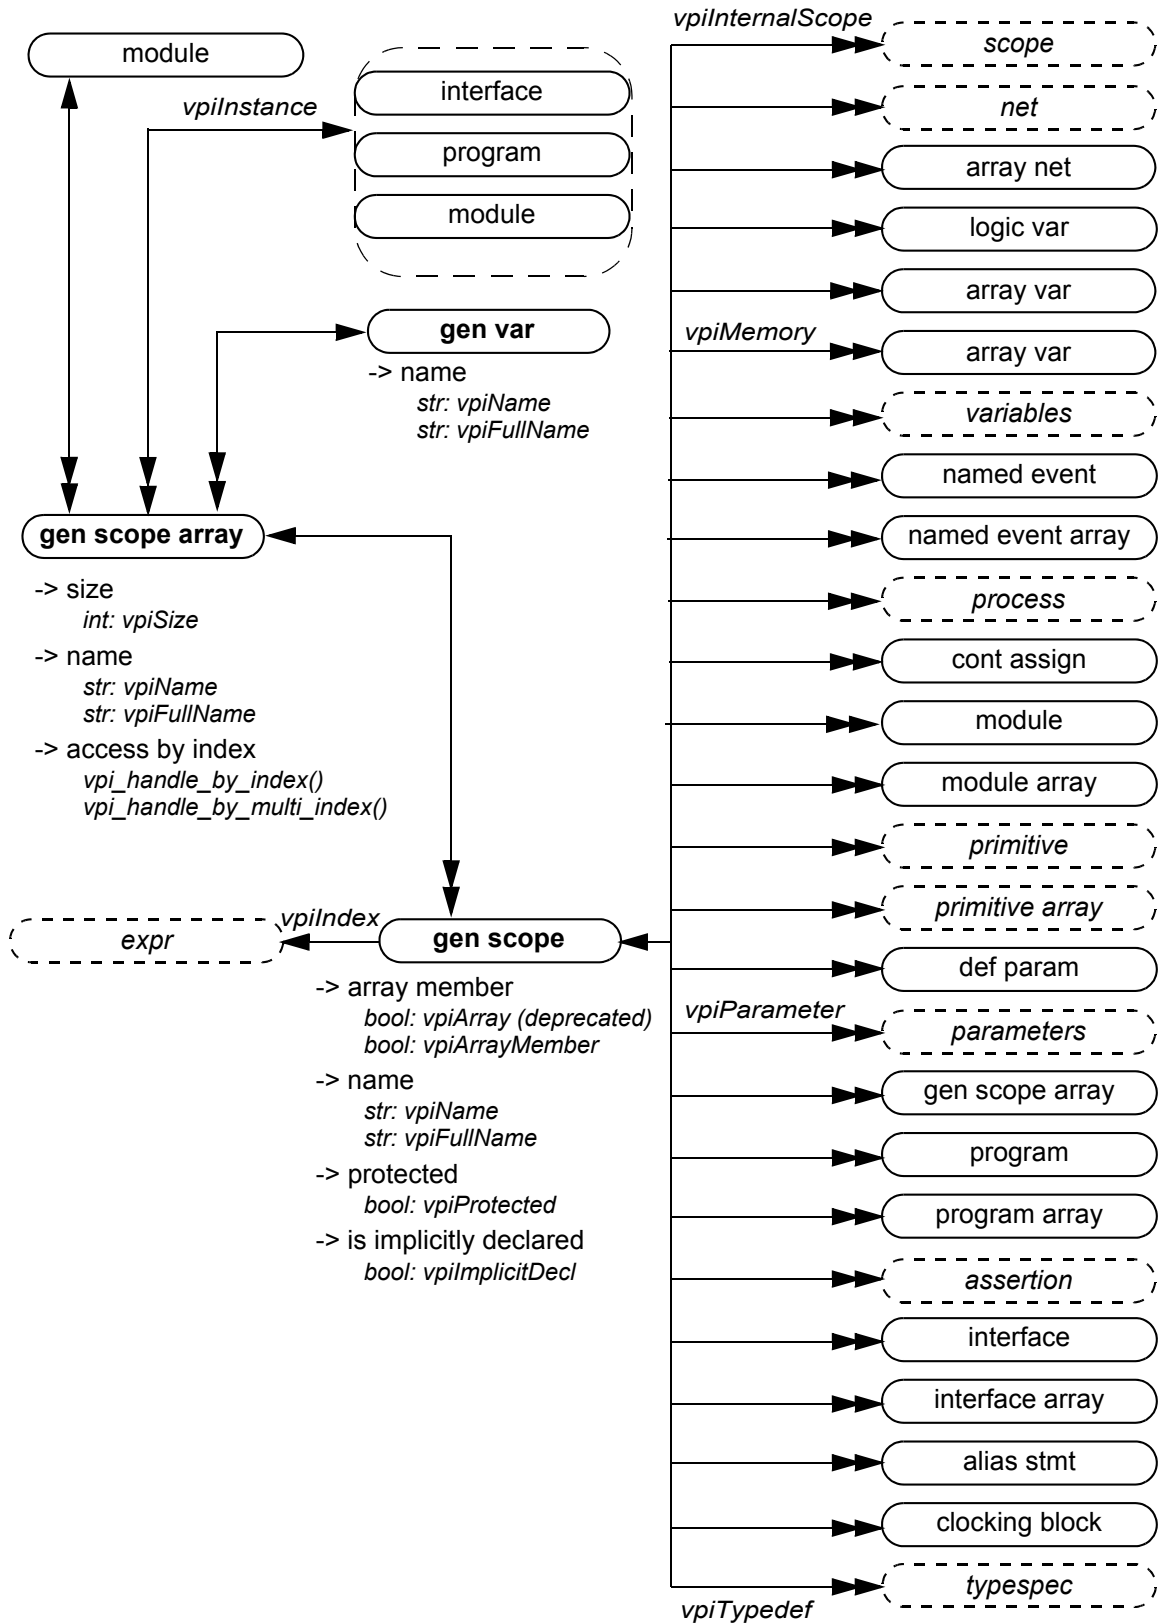 module
vpiInstance
interface
program
module
gen var
-> name
str: vpiName
str: vpiFullName
gen scope array
-> size
int: vpiSize
-> name
str: vpiName
str: vpiFullName
-> access by index
vpi_handle_by_index()
vpi_handle_by_multi_index()
expr
vpiIndex
gen scope
-> array member
bool: vpiArray (deprecated)
bool: vpiArrayMember
-> name
str: vpiName
str: vpiFullName
-> protected
bool: vpiProtected
-> is implicitly declared
bool: vpiImplicitDecl
vpiInternalScope
scope
net
array net
logic var
array var
vpiMemory
array var
variables
named event
named event array
process
cont assign
module
module array
primitive
primitive array
def param
vpiParameter
parameters
gen scope array
program
program array
assertion
interface
interface array
alias stmt
clocking block
typespec
vpiTypedef